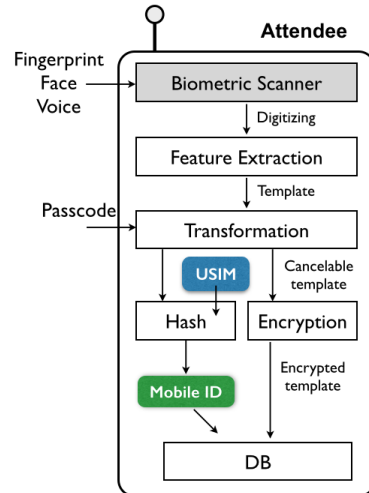 Attendee
Fingerprint
Face
Voice
Biometric Scanner
Digitizing
Feature Extraction
Template
Passcode
Transformation
USIM
Cancelable
template
Hash
Encryption
Encrypted
template
Mobile ID
DB